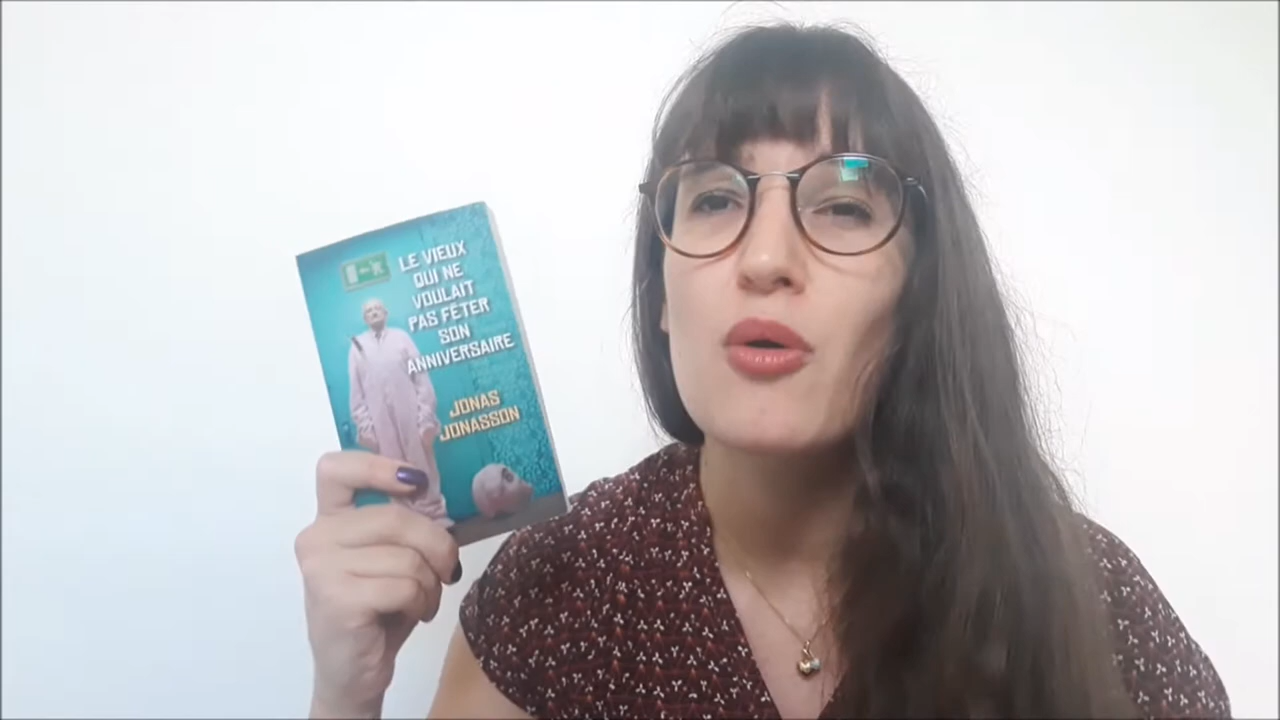 LE VIEUX
QUI NE
VOULAIT
PAS FÊTER
SON
ANNIVERSAIRE
JONAS
JONASSON